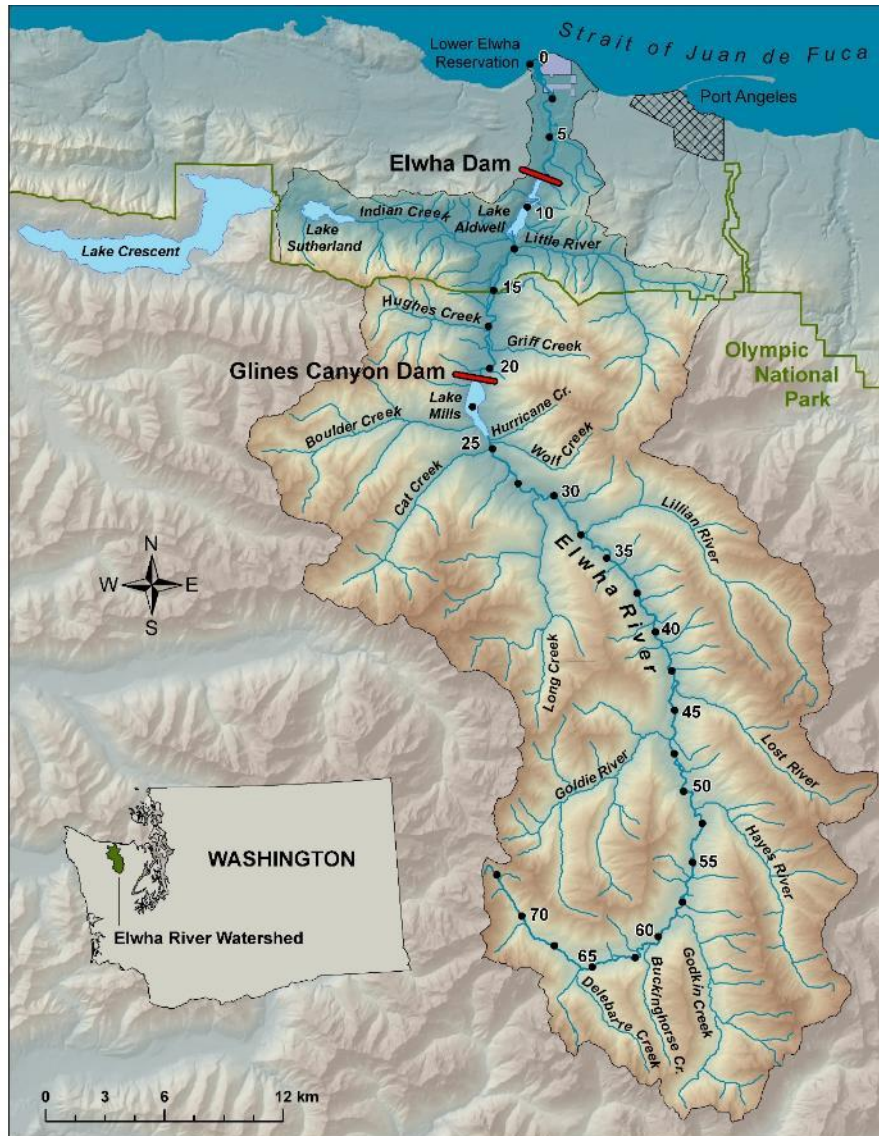 Strait of Juan de Fuca
Lower Elwha
Reservation
0
Port Angeles
5
Elwha Dam
10
Indian Creek
Lake
Aldwell
Lake
Sutherland
Little River
Lake Crescent
15
Hughes Creek
Griff Creek
Olympic
National
Park
20
Glines Canyon Dam
Lake
Mills
Hurricane Cr.
Boulder Creek
25
Wolf Creek
Cat Creek
30
Lillian River
35
Elwha River
N
W
E
S
40
Long Creek
45
Lost River
Goldie River
50
Hayes River
55
WASHINGTON
Elwha River Watershed
70
60
65
Delebarre Creek
Buckinghorse Cr.
Godkin Creek
0
3
6
12 km